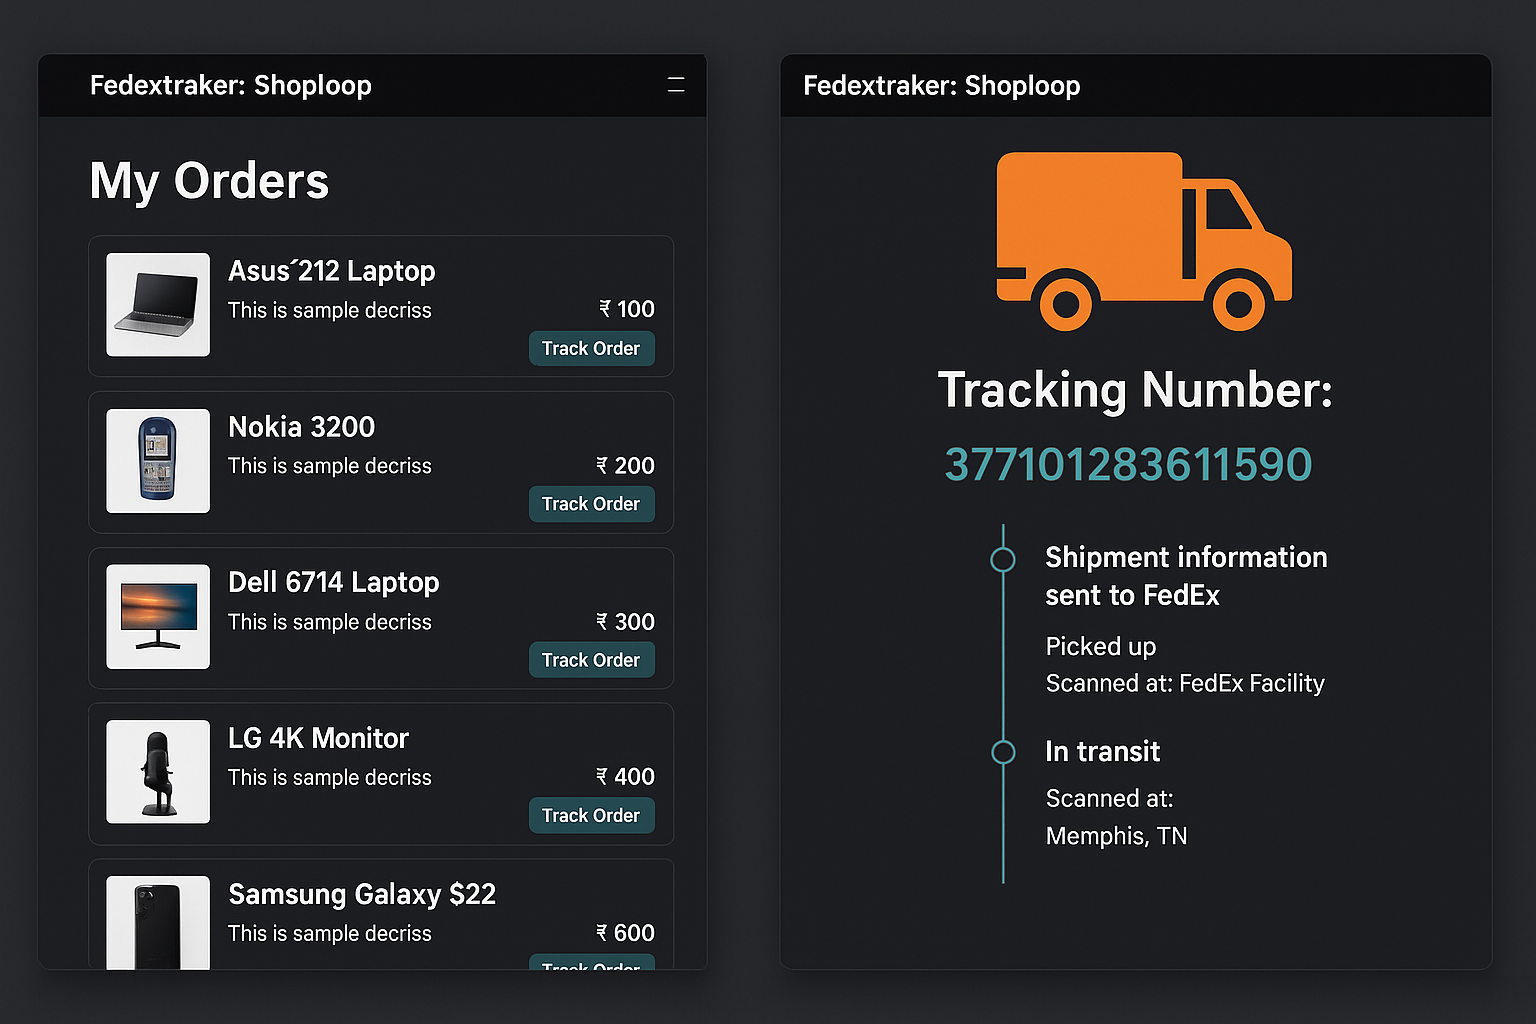 Fedextraker: Shoploop
My Orders
Asus´212 Laptop
This is sample decriss
₹ 100
Track Order
Nokia 3200
This is sample decriss
₹ 200
Track Order
Dell 6714 Laptop
This is sample decriss
₹ 300
Track Order
LG 4K Monitor
This is sample decriss
₹ 400
Track Order
Samsung Galaxy $22
This is sample decriss
₹ 600
Track Order
Fedextraker: Shoploop
Tracking Number:
377101283611590
Shipment information
sent to FedEx
Picked up
Scanned at: FedEx Facility
In transit
Scanned at:
Memphis, TN